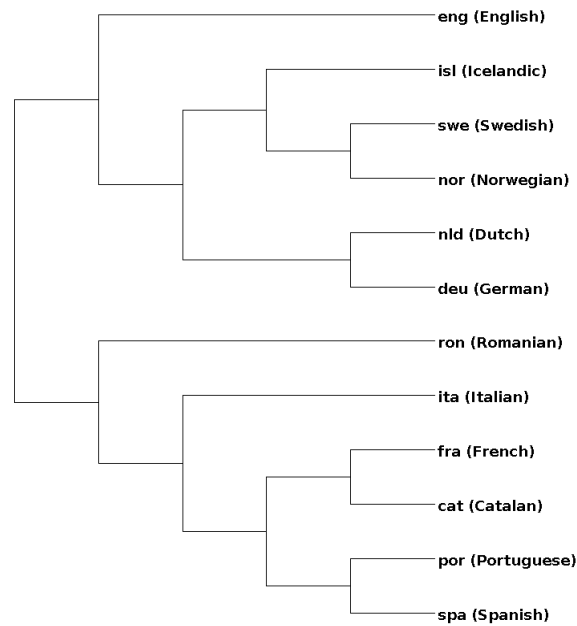 eng (English)
isl (Icelandic)
swe (Swedish)
nor (Norwegian)
nld (Dutch)
deu (German)
ron (Romanian)
ita (Italian)
fra (French)
cat (Catalan)
por (Portuguese)
spa (Spanish)